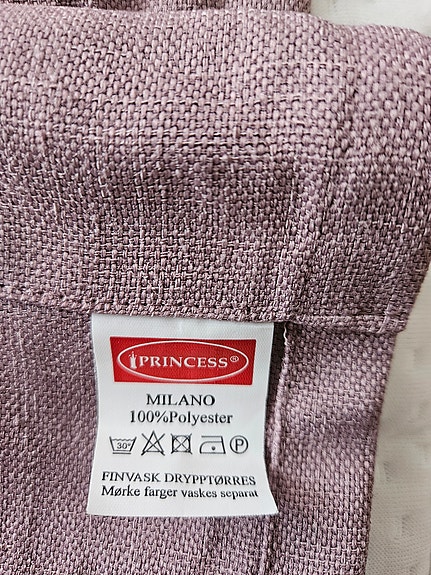 PRINCESS®
MILANO
100%Polyester
30° P
FINVASK DRYPPTØRRES
Mørke farger vaskes separat